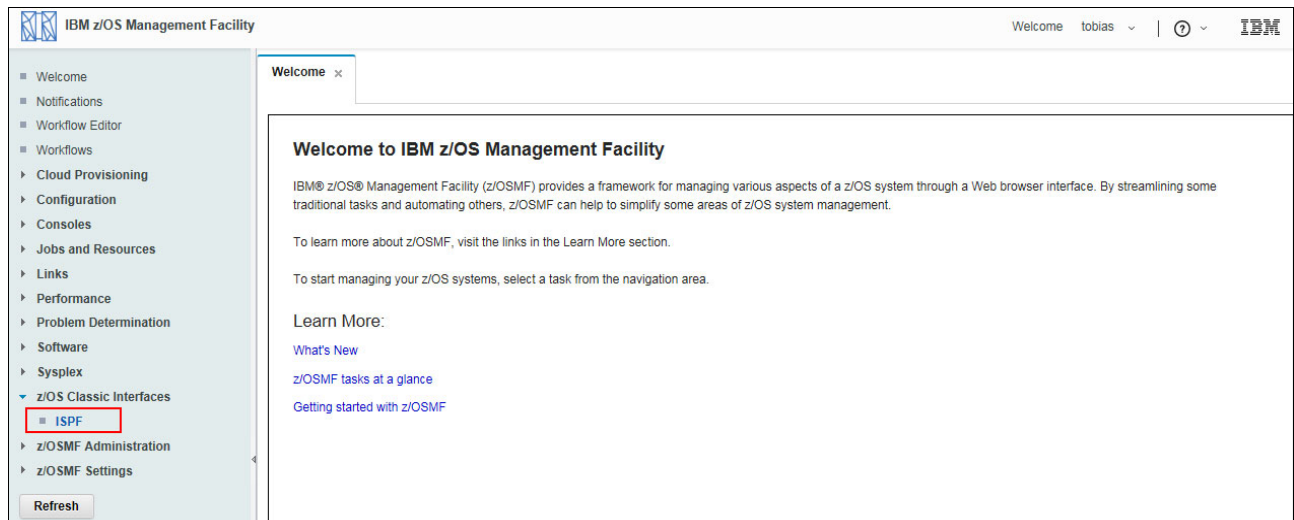 IBM z/OS Management Facility
Welcome tobias
IBM
Welcome
Notifications
Workflow Editor
Workflows
Cloud Provisioning
Configuration
Consoles
Jobs and Resources
Links
Performance
Problem Determination
Software
Sysplex
z/OS Classic Interfaces
ISPF
z/OSMF Administration
z/OSMF Settings
Refresh
Welcome x
Welcome to IBM z/OS Management Facility
IBM® z/OS® Management Facility (z/OSMF) provides a framework for managing various aspects of a z/OS system through a Web browser interface. By streamlining some
traditional tasks and automating others, z/OSMF can help to simplify some areas of z/OS system management.
To learn more about z/OSMF, visit the links in the Learn More section.
To start managing your z/OS systems, select a task from the navigation area.
Learn More:
What's New
z/OSMF tasks at a glance
Getting started with z/OSMF